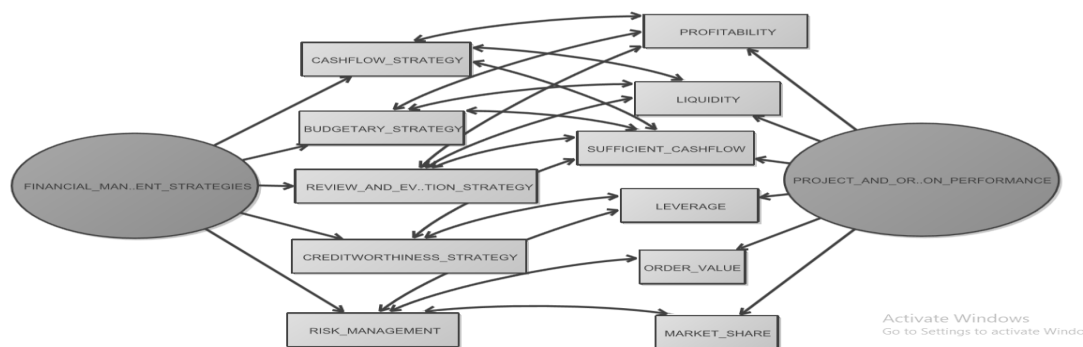 PROFITABILITY
CASHFLOW_STRATEGY
LIQUIDITY
BUDGETARY_STRATEGY
SUFFICIENT_CASHFLOW
FINANCIAL_MAN..ENT_STRATEGIES
REVIEW_AND_EV..TION_STRATEGY
PROJECT_AND_OR..ON_PERFORMANCE
LEVERAGE
CREDITWORTHINESS_STRATEGY
ORDER_VALUE
RISK_MANAGEMENT
MARKET_SHARE
Activate Windows
Go to Settings to activate Windc